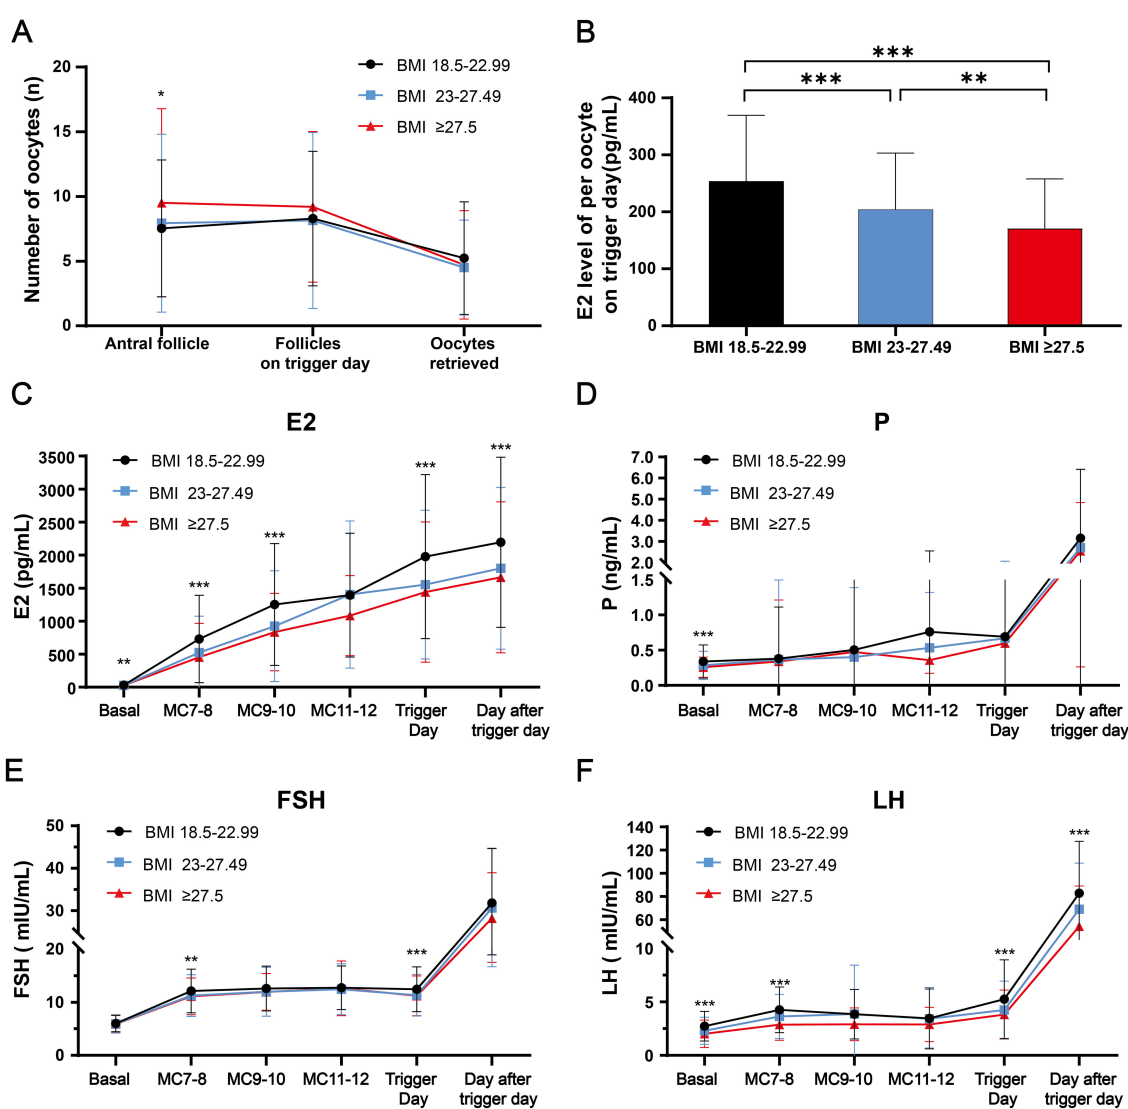 A
Numeber of oocytes (n)
20
15
10
5
0
*
BMI 18.5-22.99
BMI 23-27.49
BMI ≥27.5
Antral follicle
Follicles
on trigger day
Oocytes
retrieved
B
E2 level of per oocyte
on trigger day(pg/mL)
400
300
200
100
0
***
***
**
BMI 18.5-22.99
BMI 23-27.49
BMI ≥27.5
C
E2
E2 (pg/mL)
3500
3000
2500
2000
1500
1000
500
0
BMI 18.5-22.99
BMI 23-27.49
BMI ≥27.5
**
***
***
***
***
Basal
MC7-8
MC9-10
MC11-12
Trigger
Day
Day after
trigger day
D
P
P (ng/mL)
7.0
6.0
5.0
4.0
3.0
2.0
1.5
1.0
0.5
0.0
BMI 18.5-22.99
BMI 23-27.49
BMI ≥27.5
***
Basal
MC7-8
MC9-10
MC11-12
Trigger
Day
Day after
trigger day
E
FSH
FSH ( mIU/mL)
50
40
30
20
10
0
BMI 18.5-22.99
BMI 23-27.49
BMI ≥27.5
**
***
Basal
MC7-8
MC9-10
MC11-12
Trigger
Day
Day after
trigger day
F
LH
LH ( mIU/mL)
140
120
100
80
60
10
5
0
BMI 18.5-22.99
BMI 23-27.49
BMI ≥27.5
***
***
***
***
Basal
MC7-8
MC9-10
MC11-12
Trigger
Day
Day after
trigger day